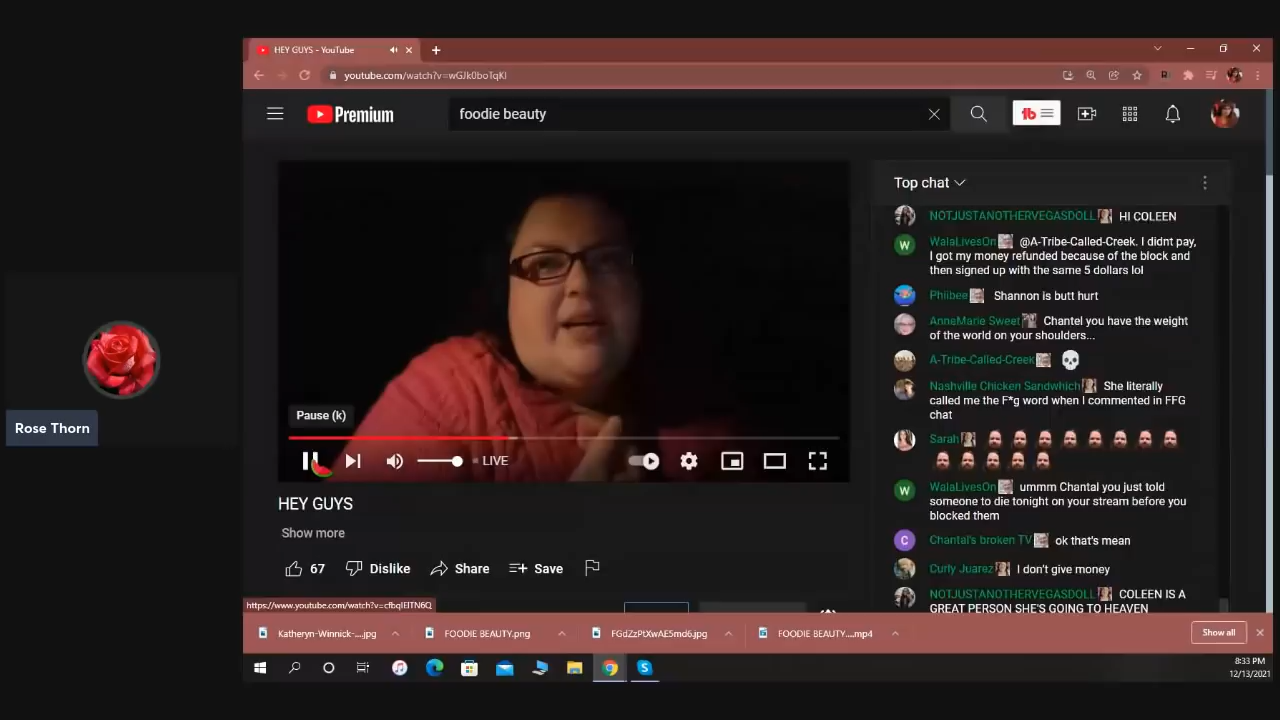 HEY GUYS - YouTube
youtube.com/watch?v=wGJk0boTqKI
Premium
foodie beauty
Top chat
NOTJUSTANOTHERVEGASDOLL HI COLEEN
WalaLivesOn @A-Tribe-Called-Creek. I didnt pay,
I got my money refunded because of the block and
then signed up with the same 5 dollars lol
Phiibee Shannon is butt hurt
AnneMarie Sweet Chantel you have the weight
of the world on your shoulders...
A-Tribe-Called-Creek
Nashville Chicken Sandwhich She literally
called me the F*g word when I commented in FFG
chat
Sarah
WalaLivesOn ummm Chantal you just told
someone to die tonight on your stream before you
blocked them
Chantal's broken TV ok that's mean
Curly Juarez I don't give money
NOTJUSTANOTHERVEGASDOLL COLEEN IS A
GREAT PERSON SHE'S GOING TO HEAVEN
Pause (k)
LIVE
Rose Thorn
HEY GUYS
Show more
67 Dislike Share Save
https://www.youtube.com/watch?v=cfbqIEITN6Q
Katheryn-Winnick-....jpg
FOODIE BEAUTY.png
FGdZzPtXwAE5md6.jpg
FOODIE BEAUTY....mp4
Show all
8:33 PM
12/13/2021